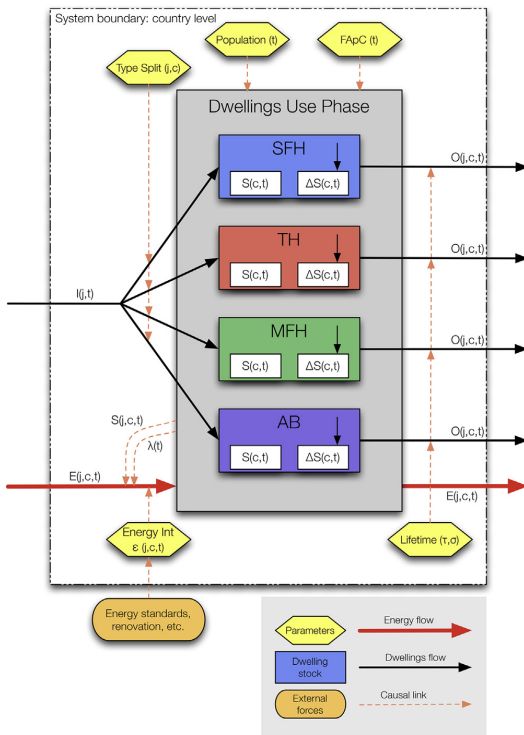 System boundary: country level
Population (t)
FApC (t)
Type Split (j,c)
Dwellings Use Phase
SFH
S(c,t)
ΔS(c,t)
O(j,c,t)
TH
S(c,t)
ΔS(c,t)
O(j,c,t)
I(j,t)
MFH
S(c,t)
ΔS(c,t)
O(j,c,t)
AB
S(c,t)
ΔS(c,t)
O(j,c,t)
S(j,c,t)
λ(t)
E(j,c,t)
E(j,c,t)
Energy Int
ε (j,c,t)
Lifetime (τ,σ)
Energy standards,
renovation, etc.
Parameters
Energy flow
Dwelling
stock
Dwellings flow
External
forces
Causal link